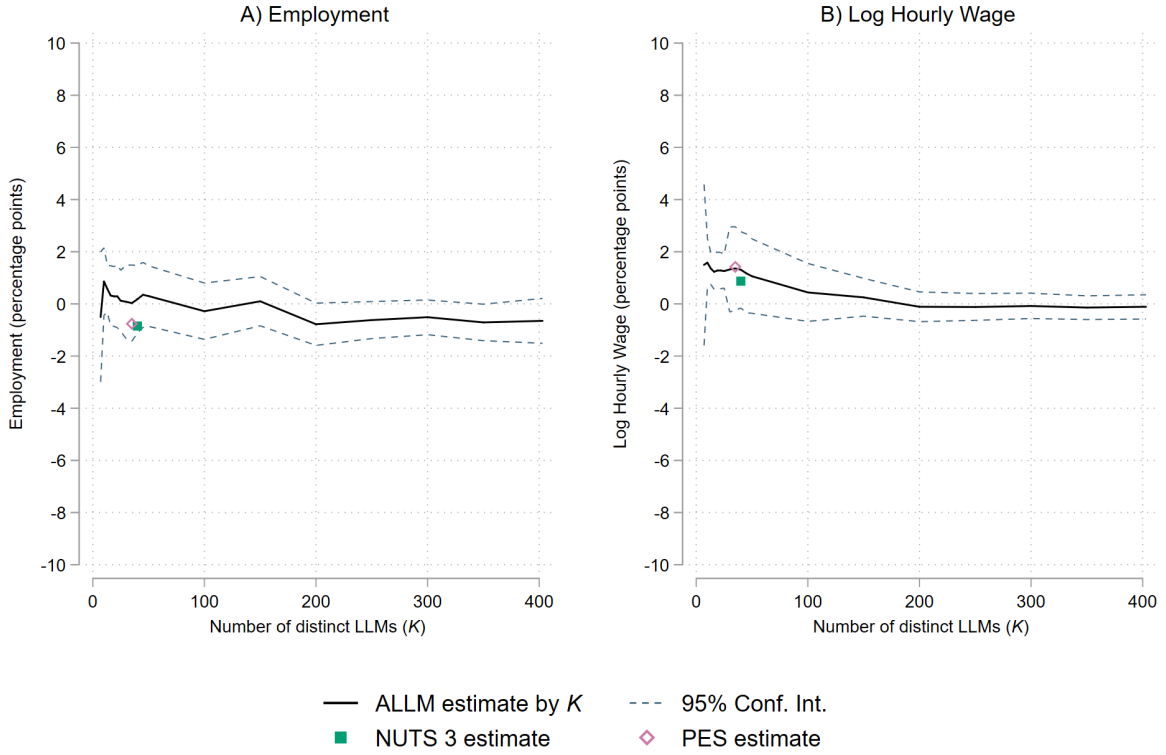 A) Employment
10
8
6
4
2
0
-2
-4
-6
-8
-10
Employment (percentage points)
0 100 200 300 400
Number of distinct LLMs (K)
B) Log Hourly Wage
10
8
6
4
2
0
-2
-4
-6
-8
-10
Log Hourly Wage (percentage points)
0 100 200 300 400
Number of distinct LLMs (K)
ALLM estimate by K
95% Conf. Int.
NUTS 3 estimate
PES estimate